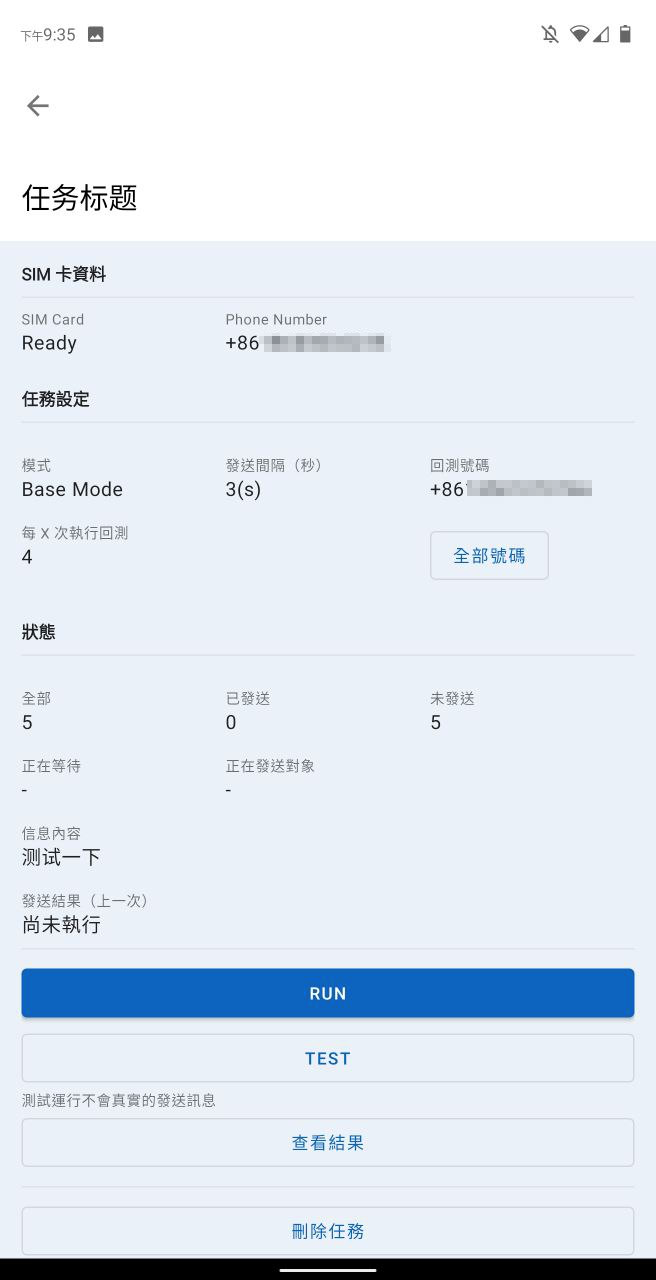 下午9:35
任务标题
SIM 卡資料
SIM Card Phone Number
Ready +86
任務設定
模式 發送間隔（秒） 回測號碼
Base Mode 3(s) +86
每 X 次執行回測
4 全部號碼
狀態
全部 已發送 未發送
5 0 5
正在等待 正在發送對象
- -
信息內容
测试一下
發送結果（上一次）
尚未執行
RUN
TEST
測試運行不會真實的發送訊息
查看結果
刪除任務